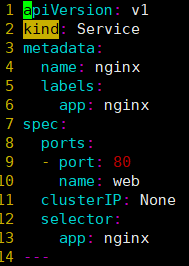 1 apiVersion: v1
2 kind: Service
3 metadata:
4   name: nginx
5   labels:
6     app: nginx
7 spec:
8   ports:
9   - port: 80
10     name: web
11   clusterIP: None
12   selector:
13     app: nginx
14 ---